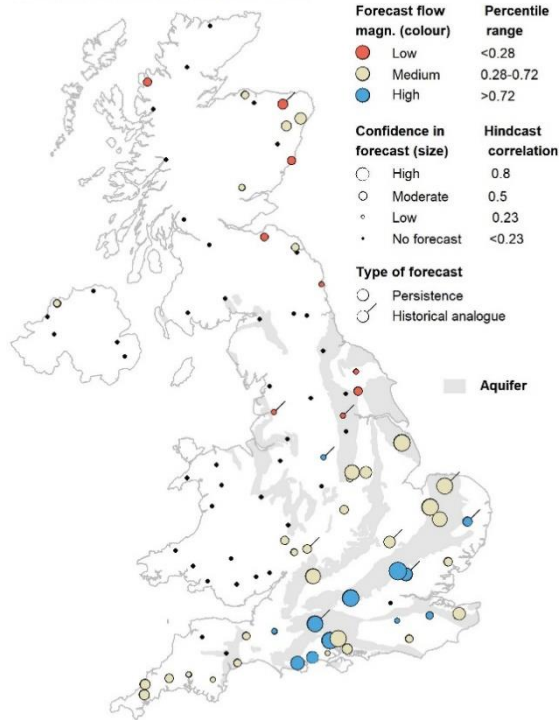 Forecast flow magn. (colour) Percentile range
Low <0.28
Medium 0.28-0.72
High >0.72
Confidence in forecast (size) Hindcast correlation
High 0.8
Moderate 0.5
Low 0.23
No forecast <0.23
Type of forecast
Persistence
Historical analogue
Aquifer